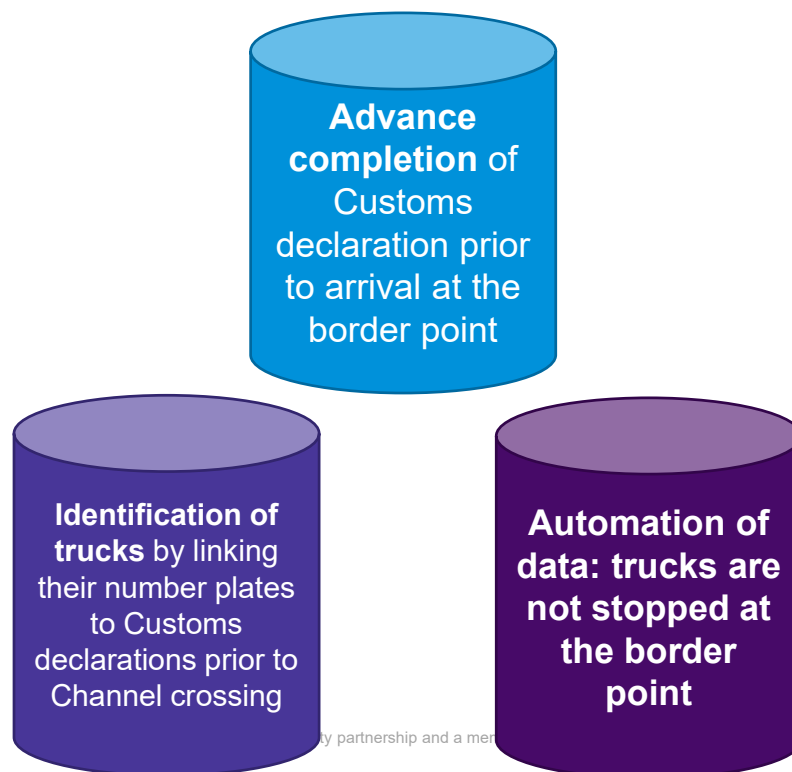 Advance
completion of
Customs
declaration prior
to arrival at the
border point
Identification of
trucks by linking
their number plates
to Customs
declarations prior to
Channel crossing
Automation of
data: trucks are
not stopped at
the border
point
partnership and a